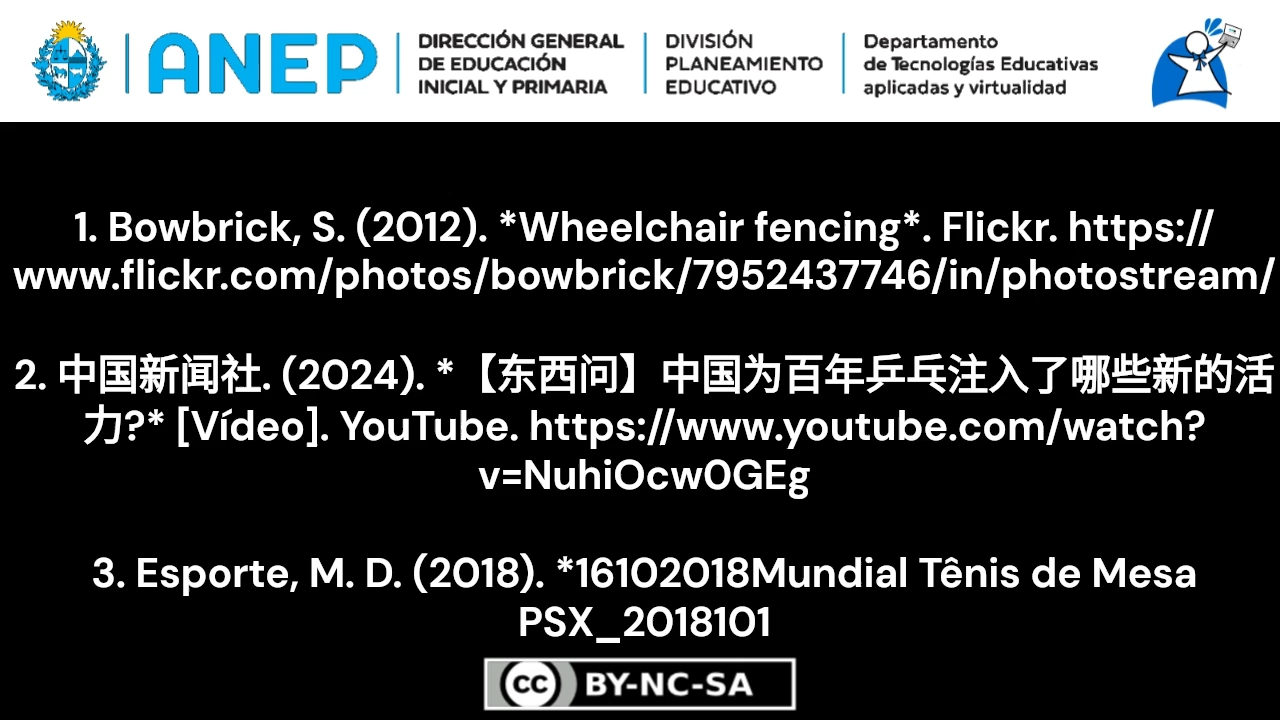 ANEP
DIRECCIÓN GENERAL
DE EDUCACIÓN
INICIAL Y PRIMARIA
DIVISIÓN
PLANEAMIENTO
EDUCATIVO
Departamento
de Tecnologías Educativas
aplicadas y virtualidad
1. Bowbrick, S. (2012). *Wheelchair fencing*. Flickr. https://
www.flickr.com/photos/bowbrick/7952437746/in/photostream/
2. 中国新闻社. (2024). *【东西问】中国为百年乒乓注入了哪些新的活
力?* [Vídeo]. YouTube. https://www.youtube.com/watch?
v=NuhiOcw0GEg
3. Esporte, M. D. (2018). *16102018Mundial Tênis de Mesa
PSX_2018101
cc BY-NC-SA